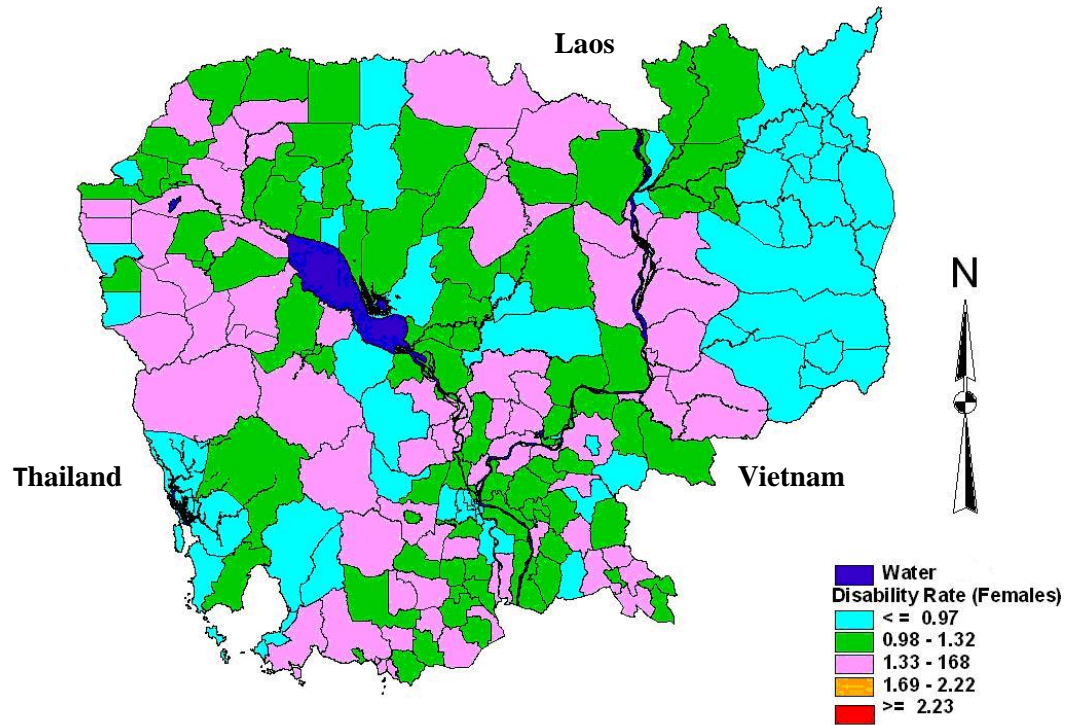 Laos
N
Thailand
Vietnam
Water
Disability Rate (Females)
< = 0.97
0.98 - 1.32
1.33 - 168
1.69 - 2.22
>= 2.23